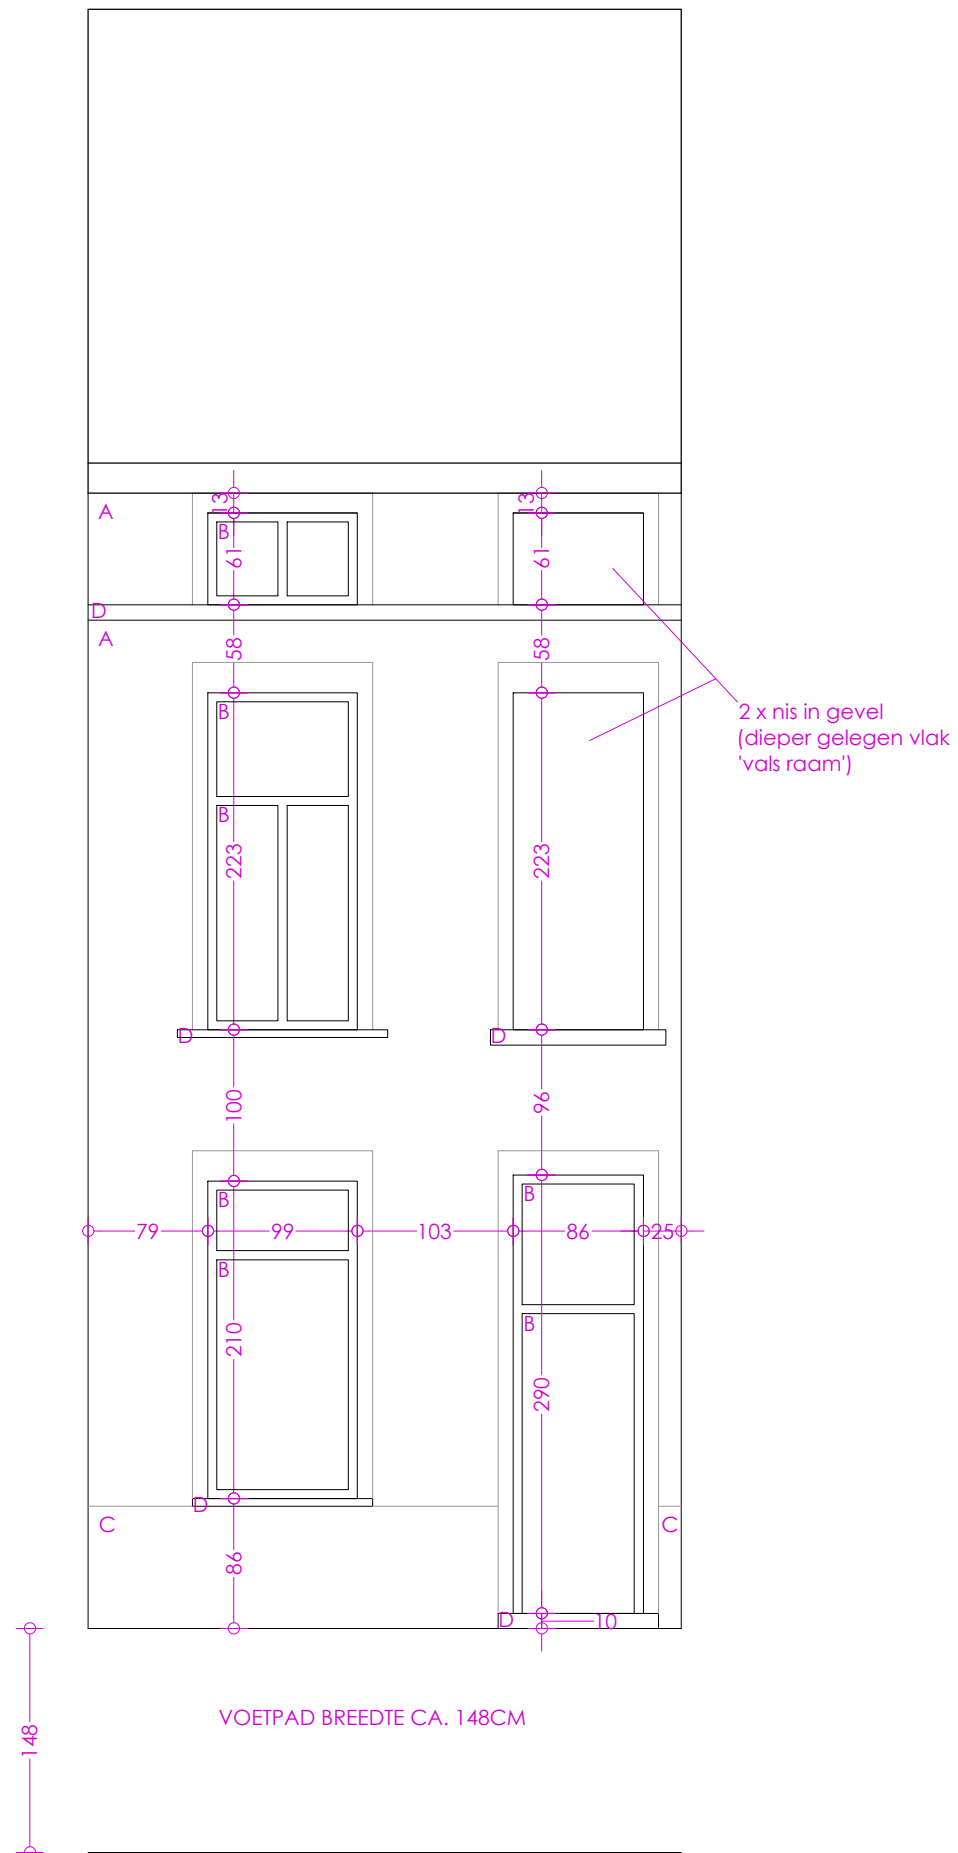 13
13
A
B
61
61
D
A
58
58
B
2 x nis in gevel
(dieper gelegen vlak
'vals raam')
B
223
223
D
D
100
96
B
B
79
99
103
86
25
B
B
210
290
D
C
C
86
D
10
VOETPAD BREEDTE CA. 148CM
148